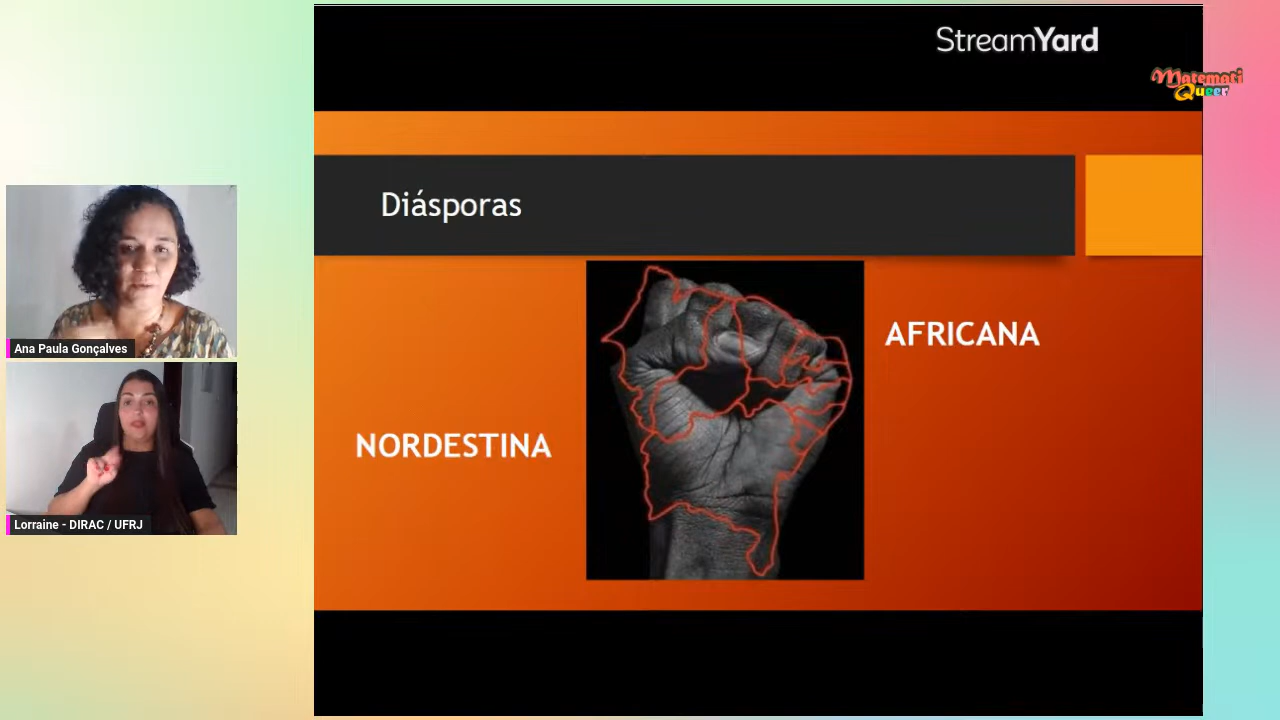 StreamYard
Matemati
Queer
Diásporas
AFRICANA
NORDESTINA
Ana Paula Gonçalves
Lorraine - DIRAC / UFRJ